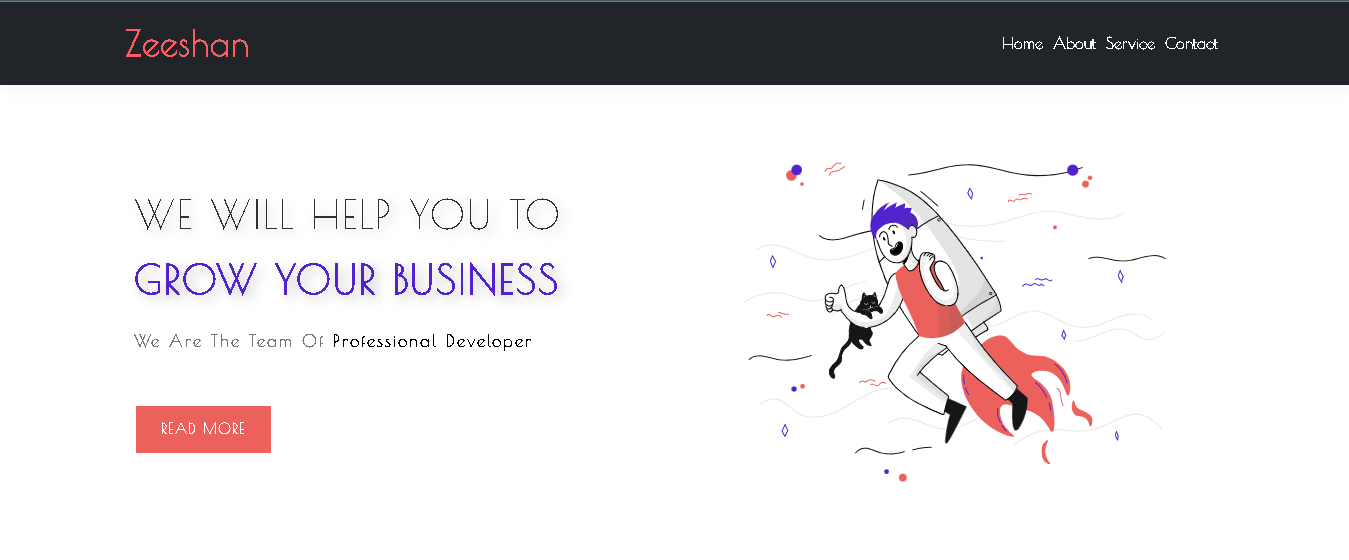 Zeeshan
Home About Service Contact
WE WILL HELP YOU TO
GROW YOUR BUSINESS
We Are The Team Of Professional Developer
READ MORE